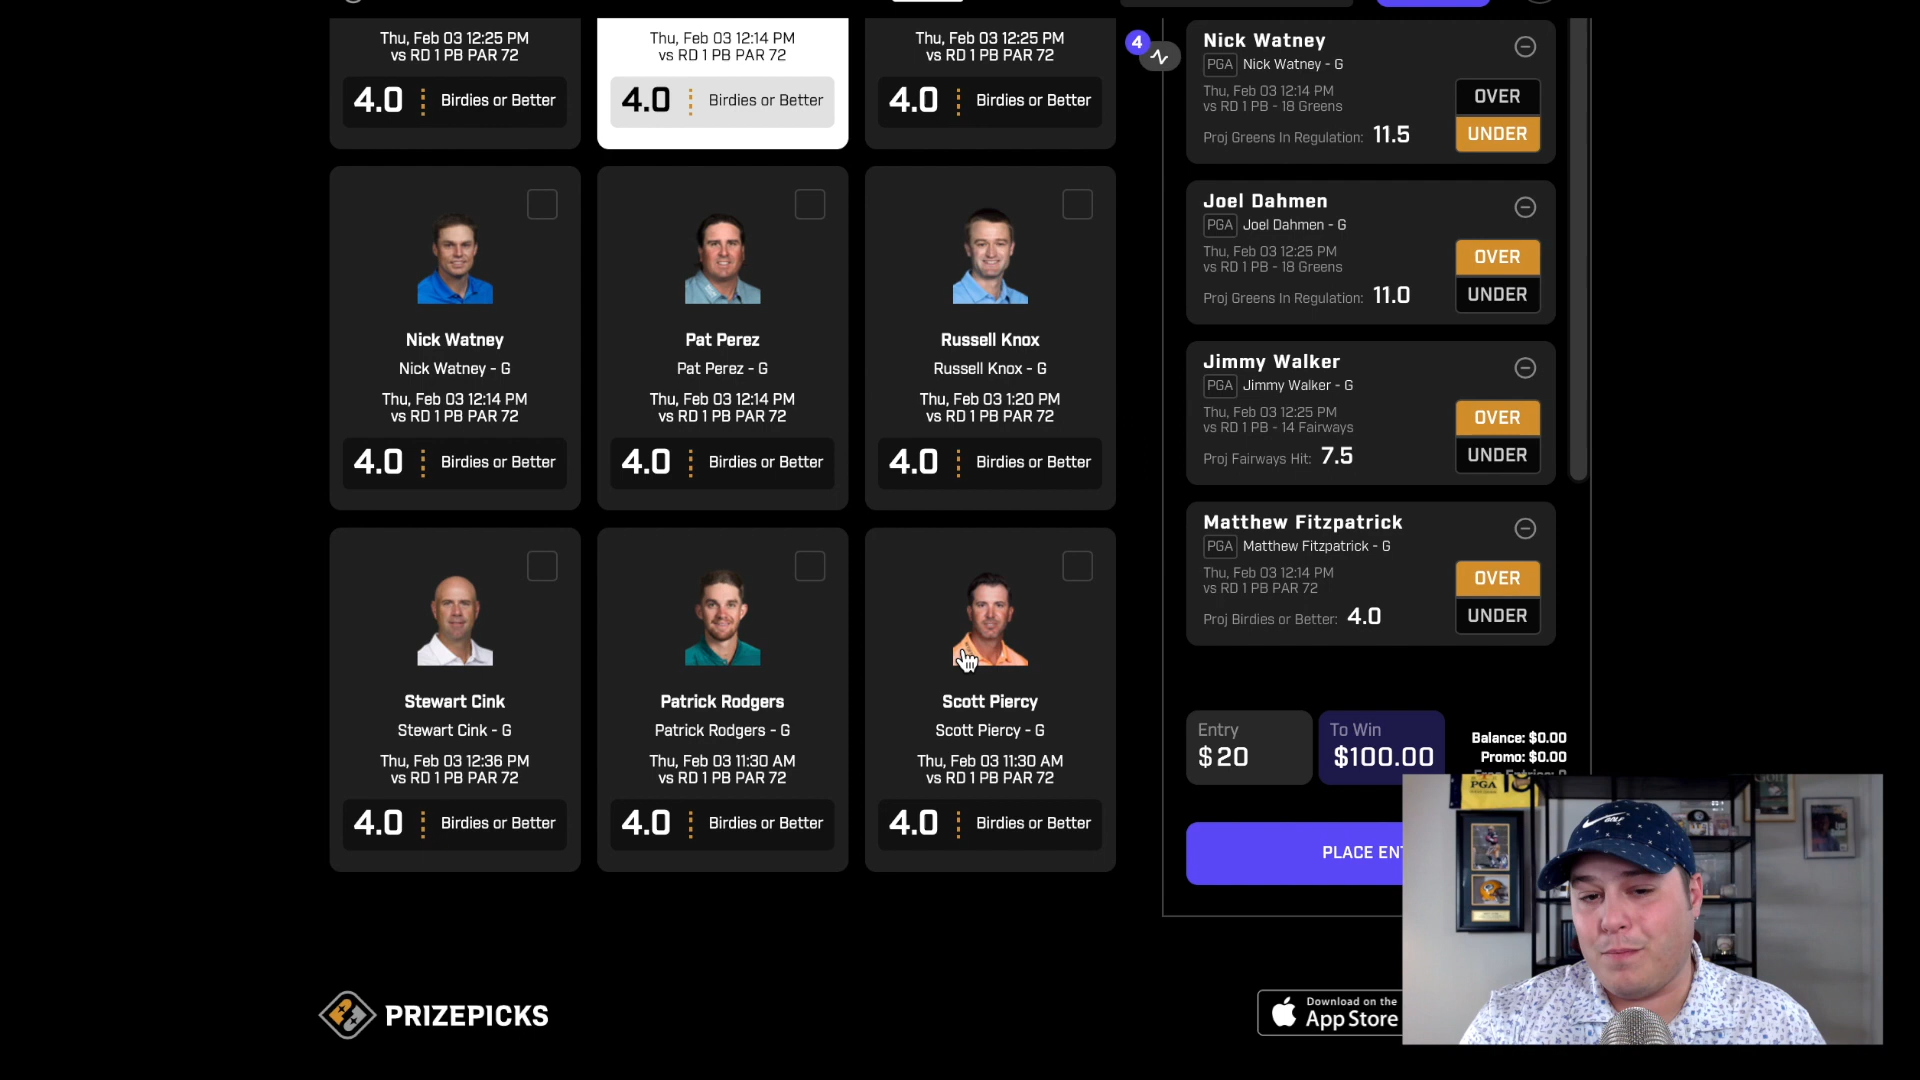 Thu, Feb 03 12:25 PM
vs RD 1 PB PAR 72
4.0 Birdies or Better
Thu, Feb 03 12:14 PM
vs RD 1 PB PAR 72
4.0 Birdies or Better
Thu, Feb 03 12:25 PM
vs RD 1 PB PAR 72
4.0 Birdies or Better
Nick Watney
Nick Watney - G
Thu, Feb 03 12:14 PM
vs RD 1 PB PAR 72
4.0 Birdies or Better
Pat Perez
Pat Perez - G
Thu, Feb 03 12:14 PM
vs RD 1 PB PAR 72
4.0 Birdies or Better
Russell Knox
Russell Knox - G
Thu, Feb 03 1:20 PM
vs RD 1 PB PAR 72
4.0 Birdies or Better
Stewart Cink
Stewart Cink - G
Thu, Feb 03 12:36 PM
vs RD 1 PB PAR 72
4.0 Birdies or Better
Patrick Rodgers
Patrick Rodgers - G
Thu, Feb 03 11:30 AM
vs RD 1 PB PAR 72
4.0 Birdies or Better
Scott Piercy
Scott Piercy - G
Thu, Feb 03 11:30 AM
vs RD 1 PB PAR 72
4.0 Birdies or Better
4
Nick Watney
PGA Nick Watney - G
Thu, Feb 03 12:14 PM
vs RD 1 PB - 18 Greens
Proj Greens In Regulation: 11.5
OVER
UNDER
Joel Dahmen
PGA Joel Dahmen - G
Thu, Feb 03 12:25 PM
vs RD 1 PB - 18 Greens
Proj Greens In Regulation: 11.0
OVER
UNDER
Jimmy Walker
PGA Jimmy Walker - G
Thu, Feb 03 12:25 PM
vs RD 1 PB - 14 Fairways
Proj Fairways Hit: 7.5
OVER
UNDER
Matthew Fitzpatrick
PGA Matthew Fitzpatrick - G
Thu, Feb 03 12:14 PM
vs RD 1 PB PAR 72
Proj Birdies or Better: 4.0
OVER
UNDER
Entry
$20
To Win
$100.00
Balance: $0.00
Promo: $0.00
PLACE ENT
PRIZEPICKS
Download on the
App Store
PGA
GOLF